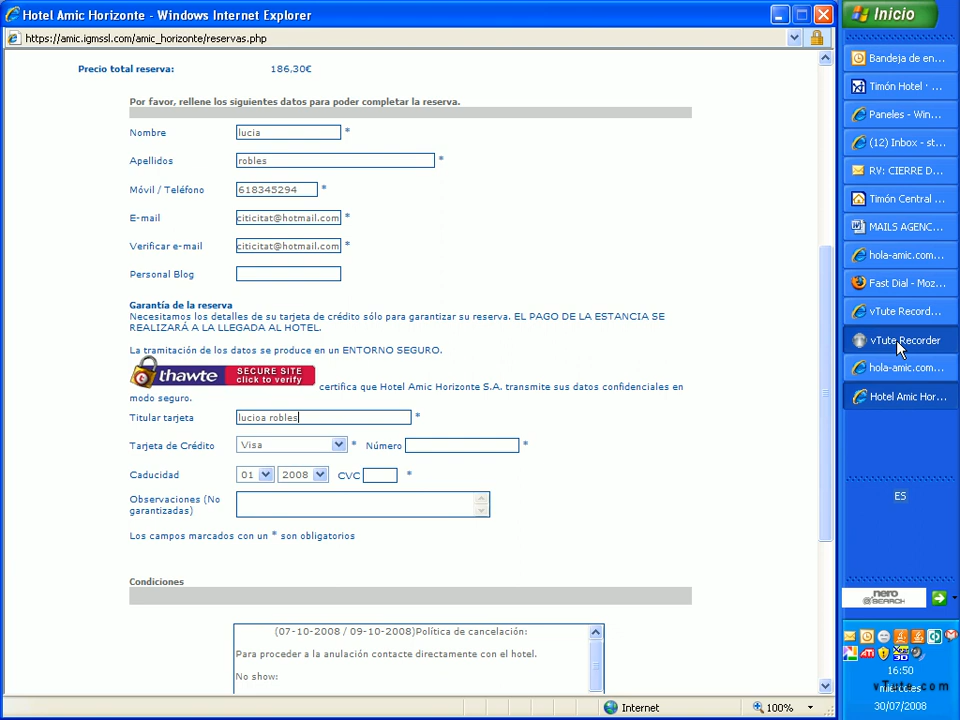 Hotel Amic Horizonte - Windows Internet Explorer
https://amic.igmssl.com/amic_horizonte/reservas.php
Precio total reserva: 186,30€
Por favor, rellene los siguientes datos para poder completar la reserva.
Nombre lucia *
Apellidos robles *
Móvil / Teléfono 618345294 *
E-mail citicitat@hotmail.com *
Verificar e-mail citicitat@hotmail.com *
Personal Blog
Garantía de la reserva
Necesitamos los detalles de su tarjeta de crédito sólo para garantizar su reserva. EL PAGO DE LA ESTANCIA SE
REALIZARÁ A LA LLEGADA AL HOTEL.
La tramitación de los datos se produce en un ENTORNO SEGURO.
thawte SECURE SITE
click to verify
certifica que Hotel Amic Horizonte S.A. transmite sus datos confidenciales en
modo seguro.
Titular tarjeta lucioa robles *
Tarjeta de Crédito Visa * Número *
Caducidad 01 2008 CVC *
Observaciones (No
garantizadas)
Los campos marcados con un * son obligatorios
Condiciones
(07-10-2008 / 09-10-2008)Política de cancelación:
Para proceder a la anulación contacte directamente con el hotel.
No show:
Internet 100%
Inicio
Bandeja de en...
Timón Hotel · ...
Paneles - Win...
(12) Inbox - st...
RV: CIERRE D...
Timón Central ...
MAILS AGENC...
hola-amic.com...
Fast Dial - Moz...
vTute Record...
vTute Recorder
hola-amic.com...
Hotel Amic Hor...
ES
nero
SEARCH
ATI
3D
16:50
miércoles
vTute.com
30/07/2008